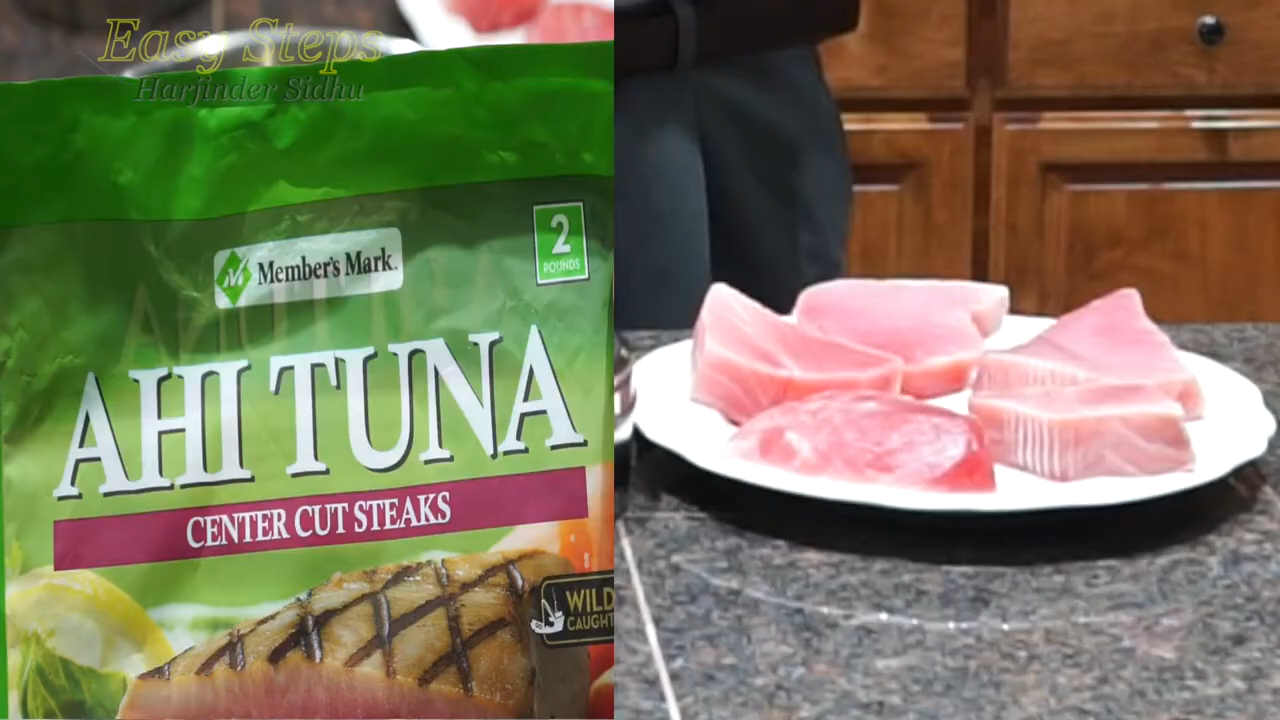 Easy Steps
Harjinder Sidhu
2
POUNDS
Member's Mark.
AHI TUNA
CENTER CUT STEAKS
WILD
CAUGHT